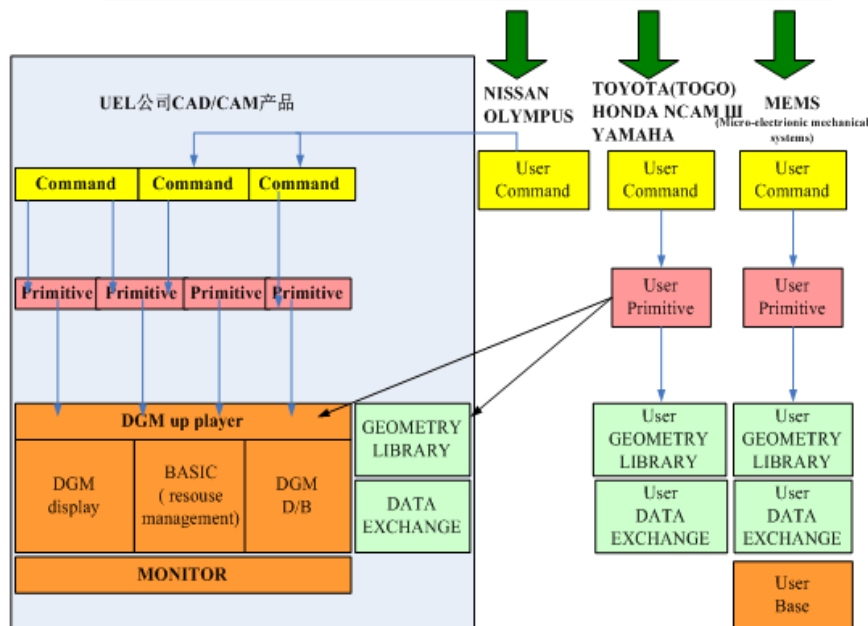 UEL公司CAD/CAM产品
NISSAN
OLYMPUS
TOYOTA(TOGO)
HONDA NCAM III
YAMAHA
MEMS
(Micro-electrionic mechanical
systems)
Command
Command
Command
User
Command
User
Command
User
Command
Primitive
Primitive
Primitive
Primitive
User
Primitive
User
Primitive
DGM up player
DGM
display
BASIC
( resouse
management)
DGM
D/B
MONITOR
GEOMETRY
LIBRARY
DATA
EXCHANGE
User
GEOMETRY
LIBRARY
User
DATA
EXCHANGE
User
GEOMETRY
LIBRARY
User
DATA
EXCHANGE
User
Base